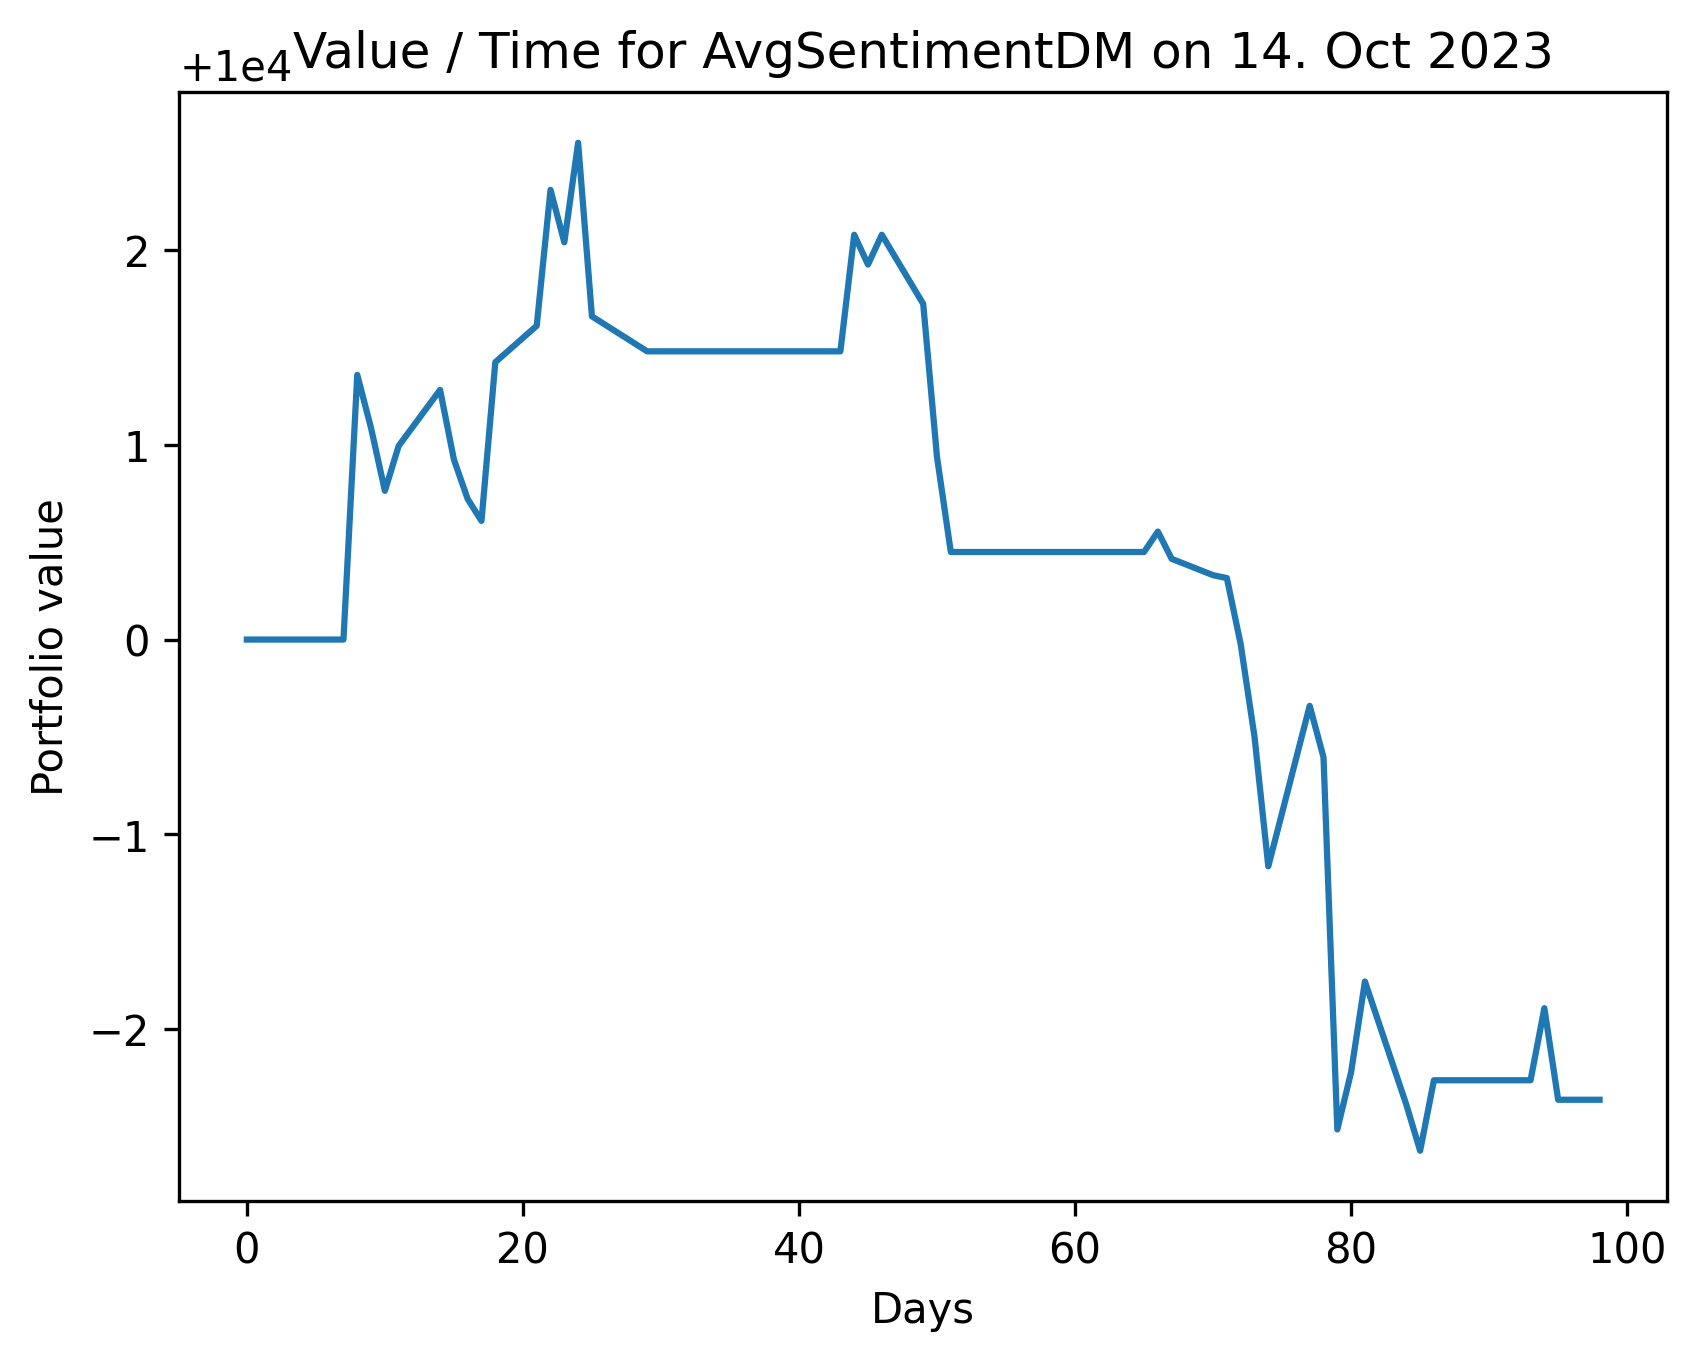 Value / Time for AvgSentimentDM on 14. Oct 2023
+1e4
2
1
0
−1
−2
Portfolio value
0 20 40 60 80 100
Days